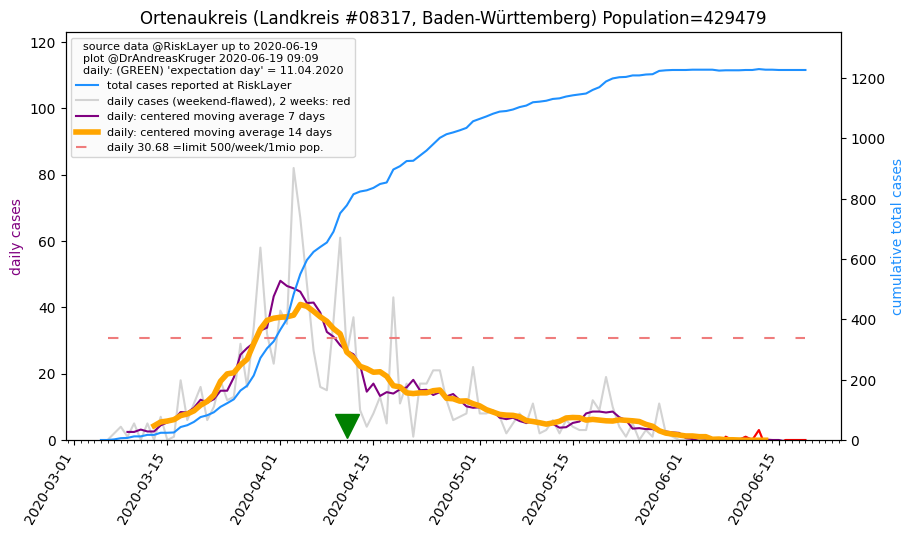 Ortenaukreis (Landkreis #08317, Baden-Württemberg) Population=429479
source data @RiskLayer up to 2020-06-19
plot @DrAndreasKruger 2020-06-19 09:09
daily: (GREEN) 'expectation day' = 11.04.2020
total cases reported at RiskLayer
daily cases (weekend-flawed), 2 weeks: red
daily: centered moving average 7 days
daily: centered moving average 14 days
daily 30.68 =limit 500/week/1mio pop.
daily cases
120
100
80
60
40
20
0
cumulative total cases
1200
1000
800
600
400
200
0
2020-03-01
2020-03-15
2020-04-01
2020-04-15
2020-05-01
2020-05-15
2020-06-01
2020-06-15